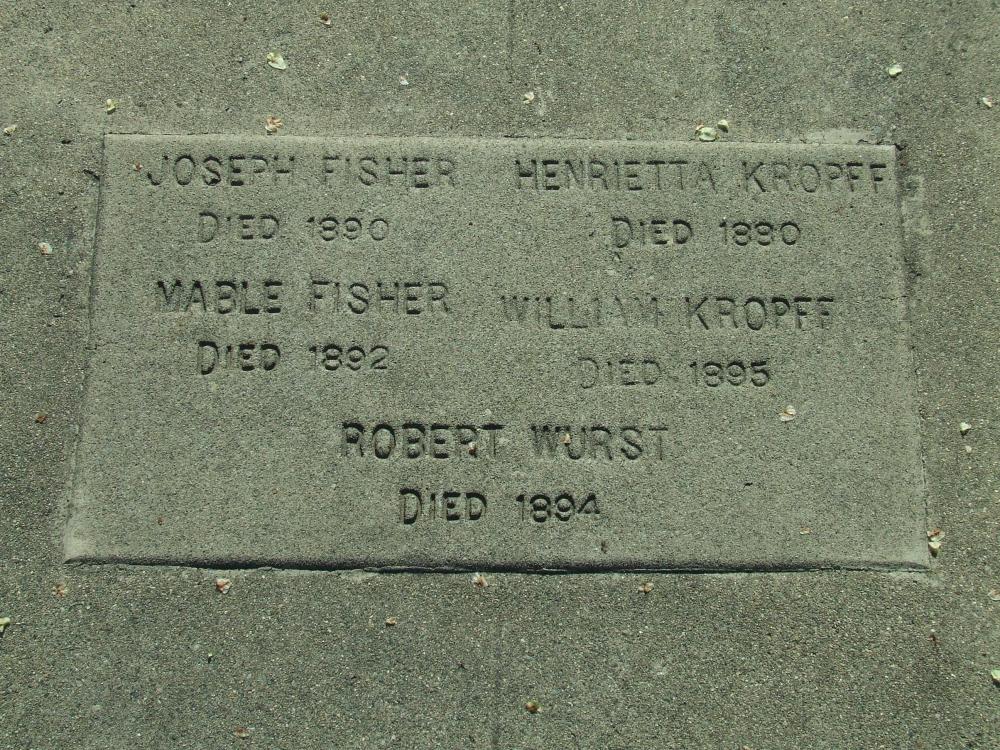 JOSEPH FISHER
DIED 1890
HENRIETTA KROPFF
DIED 1880
MABLE FISHER
DIED 1892
WILLIAM KROPFF
DIED 1895
ROBERT WURST
DIED 1894